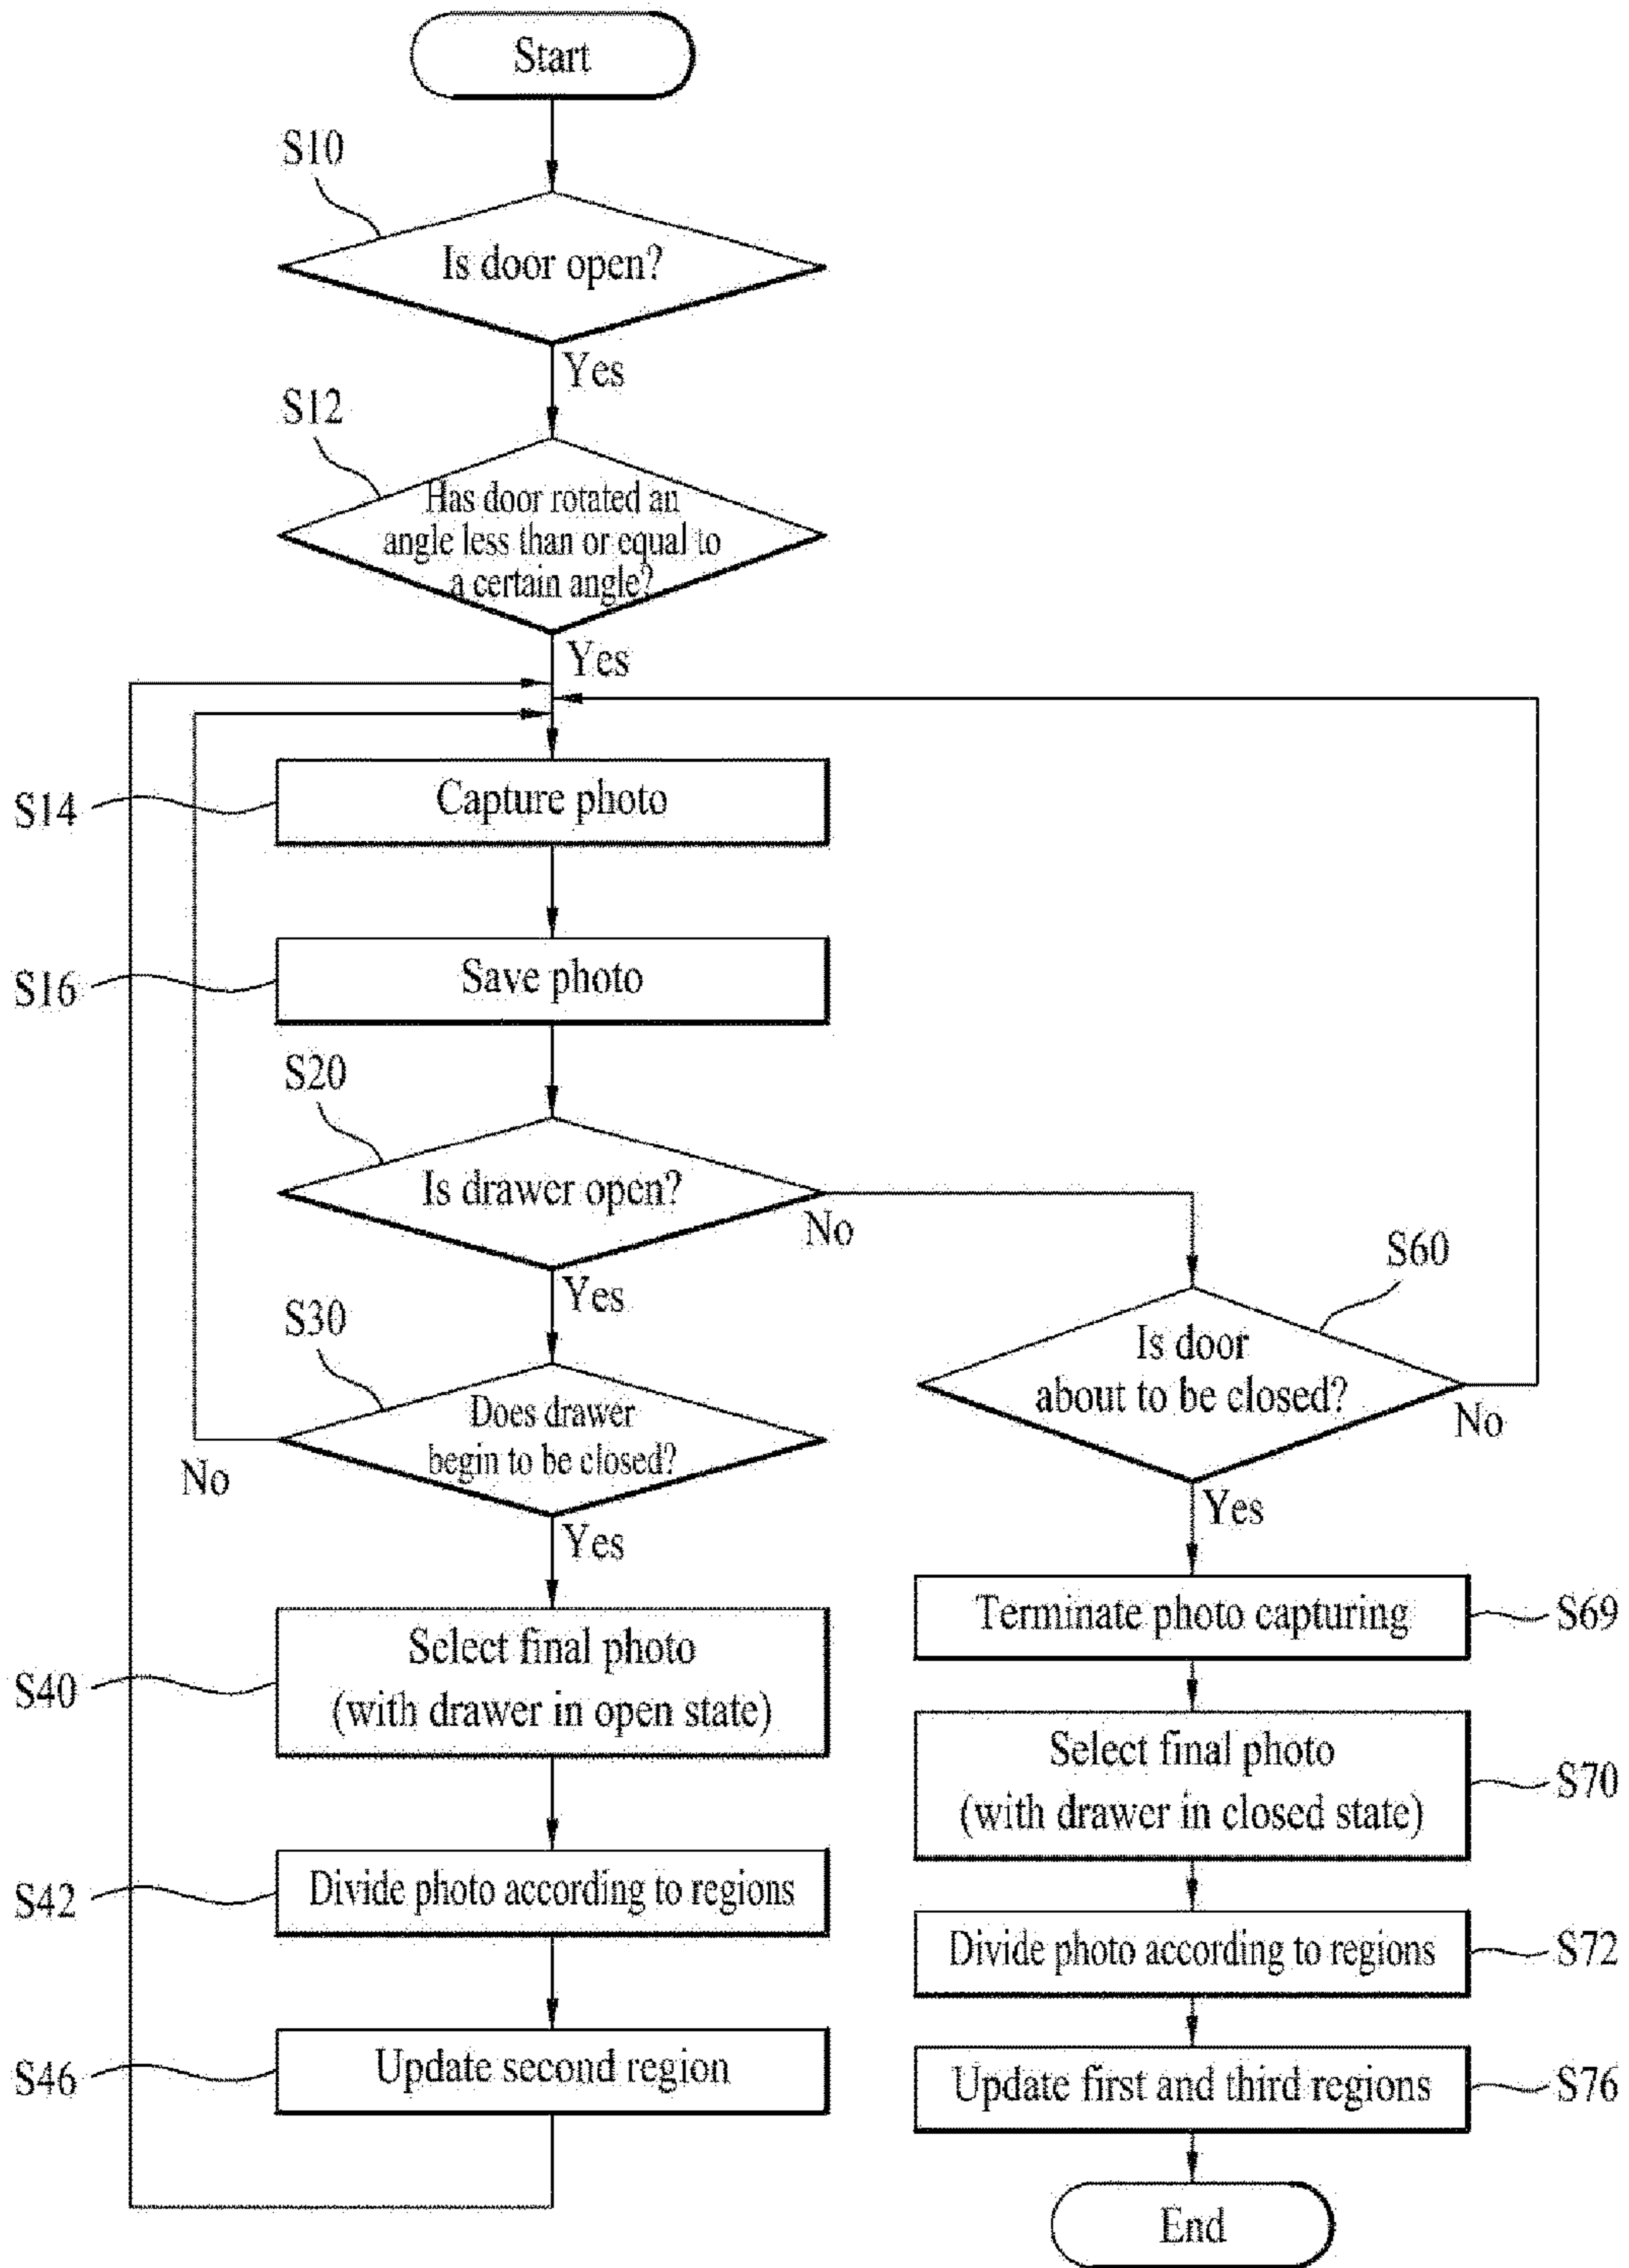 Start
S10
Is door open?
Yes
S12
Has door rotated an
angle less than or equal to
a certain angle?
Yes
S14
Capture photo
S16
Save photo
S20
Is drawer open?
No
Yes
S30
Does drawer
begin to be closed?
No
Yes
S40
Select final photo
(with drawer in open state)
S42
Divide photo according to regions
S46
Update second region
S60
Is door
about to be closed?
No
Yes
Terminate photo capturing
S69
Select final photo
(with drawer in closed state)
S70
Divide photo according to regions
S72
Update first and third regions
S76
End